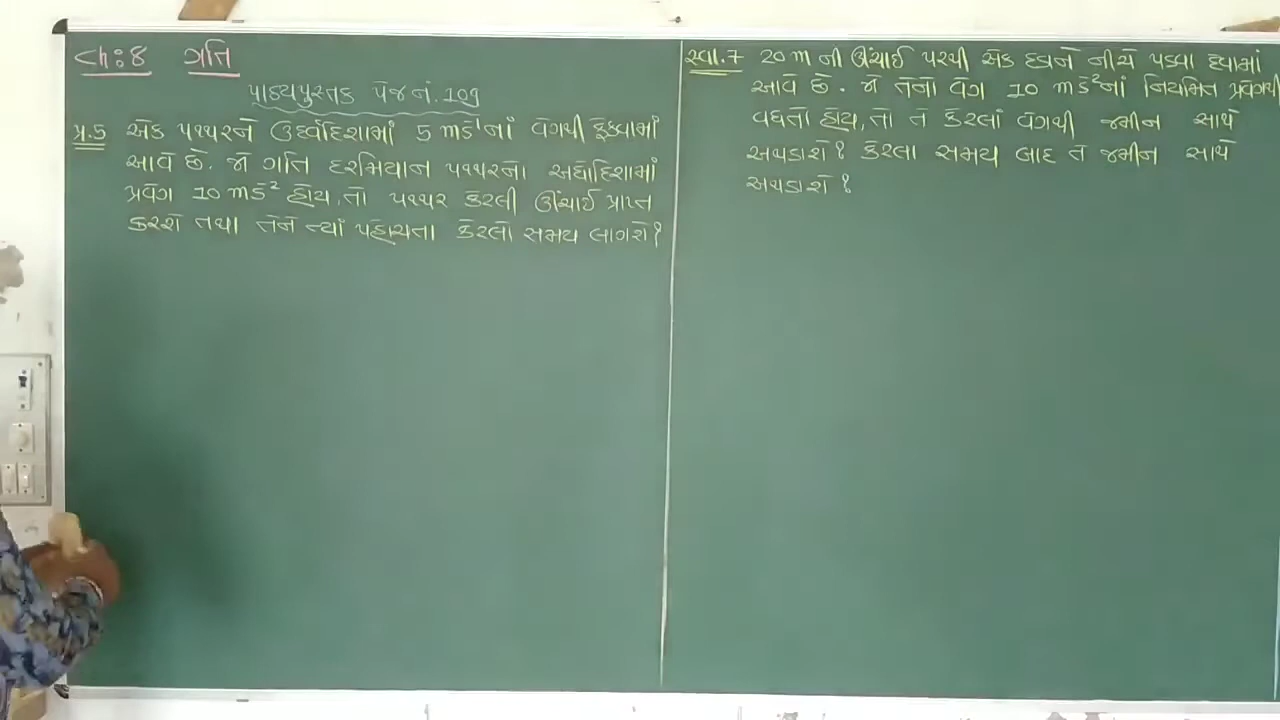 Ch:8 ગતિ
પાઠ્યપુસ્તક પેજ નં. 109
પ્ર.5 એક પથ્થરને ઉર્ધ્વદિશામાં 5 ms⁻¹નાં વેગથી ફેંકવામાં
આવે છે. જો ગતિ દરમિયાન પથ્થરનો અધોદિશામાં
પ્રવેગ 10 ms⁻² હોય, તો પથ્થર કેટલી ઊંચાઈ પ્રાપ્ત
કરશે તથા તેને ત્યાં પહોંચતા કેટલો સમય લાગશે?
સ્વા.7 20 m ની ઊંચાઈ પરથી એક દડાને નીચે પડવા દેવામાં
આવે છે. જો તેનો વેગ 10 ms⁻²નાં નિયમિત પ્રવેગથી
વધતો હોય, તો તે કેટલાં વેગથી જમીન સાથે
અથડાશે? કેટલા સમય બાદ તે જમીન સાથે
અથડાશે?